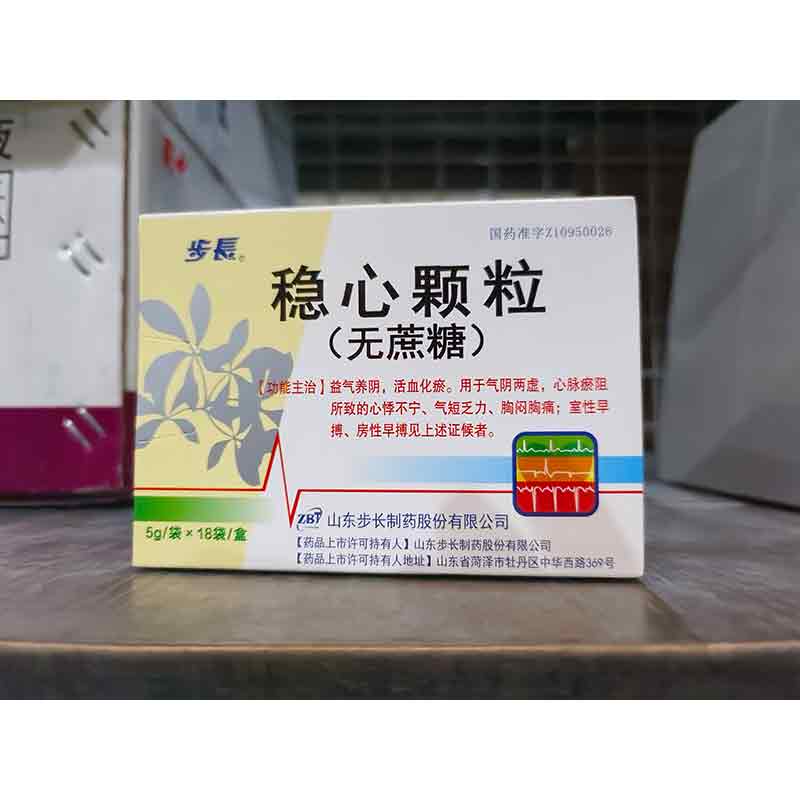 国药准字Z10950026
步長
稳心颗粒
（无蔗糖）
【功能主治】益气养阴，活血化瘀。用于气阴两虚，心脉瘀阻
所致的心悸不宁、气短乏力、胸闷胸痛；室性早
搏、房性早搏见上述证候者。
ZBT 山东步长制药股份有限公司
5g/袋×18袋/盒
【药品上市许可持有人】山东步长制药股份有限公司
【药品上市许可持有人地址】山东省菏泽市牡丹区中华西路369号